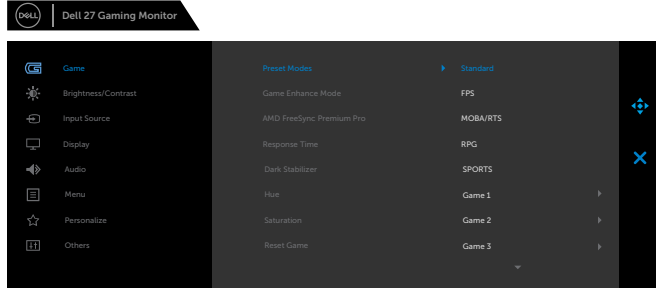 DELL Dell 27 Gaming Monitor
Game Preset Modes Standard
Brightness/Contrast Game Enhance Mode FPS
Input Source AMD FreeSync Premium Pro MOBA/RTS
Display Response Time RPG
Audio Dark Stabilizer SPORTS
Menu Hue Game 1
Personalize Saturation Game 2
Others Reset Game Game 3